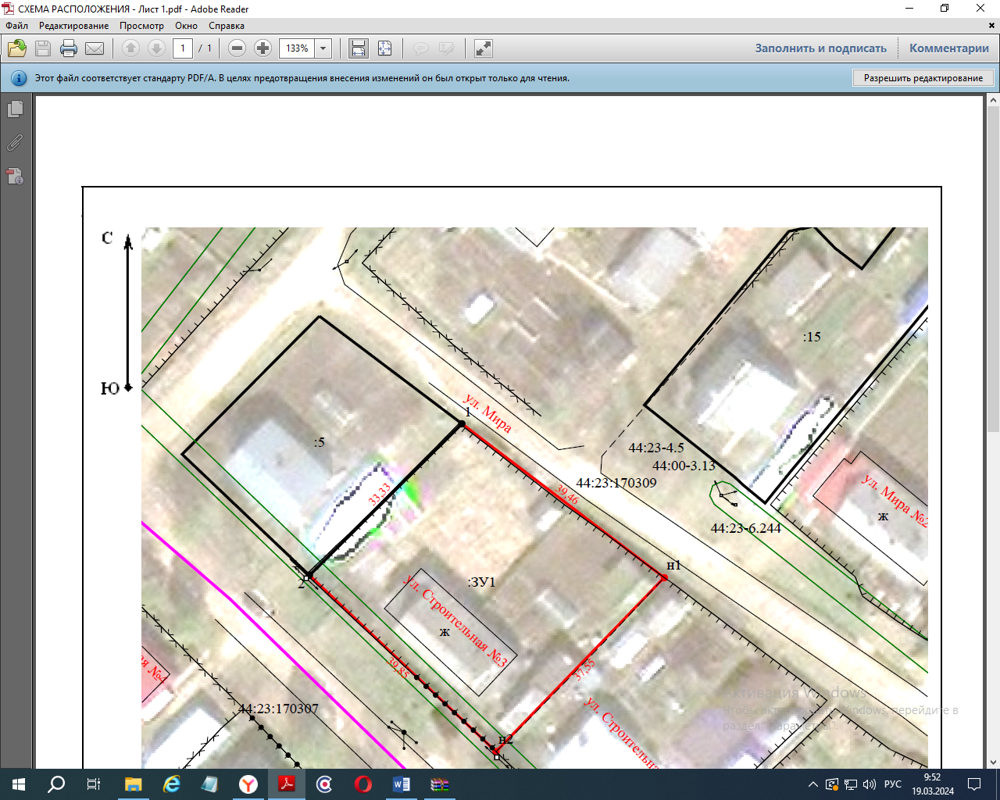 СХЕМА РАСПОЛОЖЕНИЯ - Лист 1.pdf - Adobe Reader
Файл Редактирование Просмотр Окно Справка
1 / 1 133% Заполнить и подписать Комментарии
Этот файл соответствует стандарту PDF/A. В целях предотвращения внесения изменений он был открыт только для чтения. Разрешить редактирование
С
Ю
:15
ул. Мира
1
:5
44:23-4.5
44:00-3.13
44:23:170309
33,33
39,46
ул. Мира №2
ж
44:23-6.244
н1
2
:ЗУ1
ул. Строительная №3
ж
39,85
37,55
ая №4
44:23:170307
н2
ул. Строительна
Активация Windows
Чтобы активировать Windows, перейдите в
раздел "Параметры".
РУС
9:52
19.03.2024